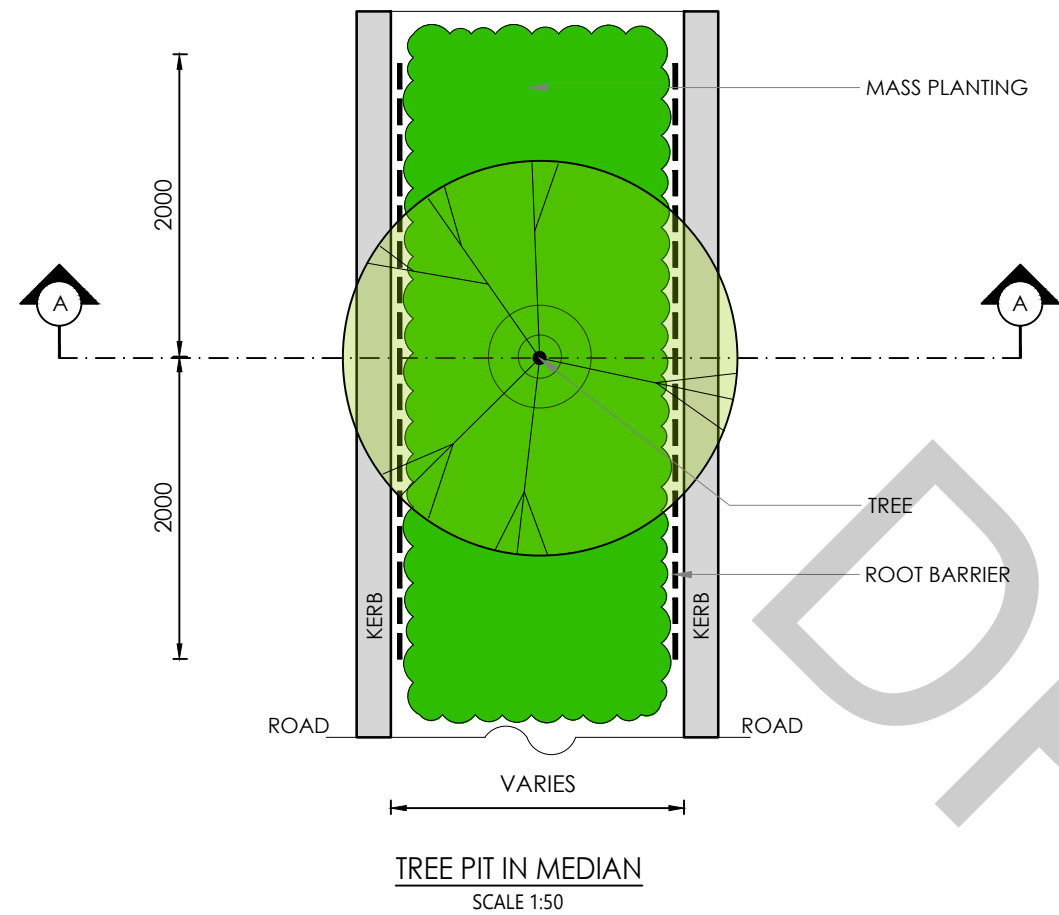 MASS PLANTING
2000
A
A
2000
TREE
ROOT BARRIER
KERB
KERB
ROAD
ROAD
VARIES
TREE PIT IN MEDIAN
SCALE 1:50